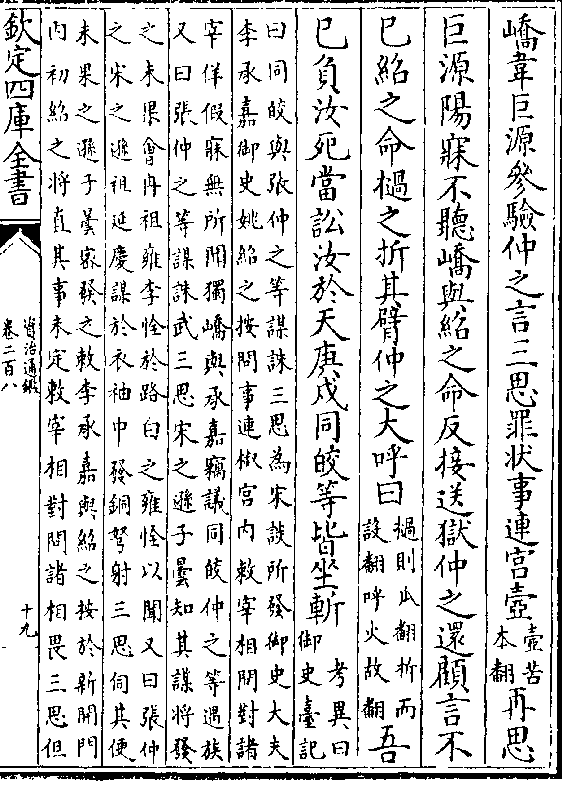 嶠韋巨源參驗仲之言三思罪狀事連宫壼
壼苦
本翻
再思
巨源陽寐不聽嶠與紹之命反接送獄仲之還顧言不
已紹之命檛之折其臂仲之大呼曰
檛則瓜翻折而
設翻呼火故翻
吾
已負汝死當訟汝於天庚戌同皎等皆坐斬
考異曰
御史臺記
曰同皎與張仲之等謀誅三思為宋談所發御史大夫
李承嘉御史姚紹之按問事連椒宫内敕宰相問對諸
宰佯假寐無所聞獨嶠與承嘉竊議同皎仲之等遇族
又曰張仲之等謀誅武三思宋之遜子曇知其謀將發
之未果會冉祖雍李恮於路白之雍恮以聞又曰張仲
之宋之遜祖延慶謀於衣袖中發銅弩射三思伺其便
未果之遜子曇密發之敕李承嘉與紹之按於新開門
内初紹之將直其事未定敕宰相對問諸相畏三思但
欽定四庫全書
資治通鑑
卷二百八
十九